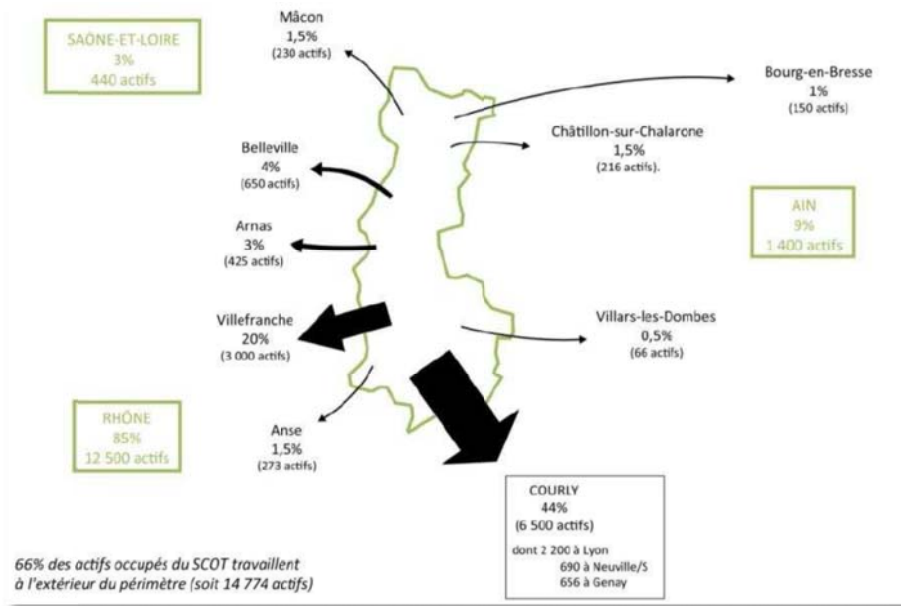 Mâcon
1,5%
(230 actifs)
SAÔNE-ET-LOIRE
3%
440 actifs
Bourg-en-Bresse
1%
(150 actifs)
Châtillon-sur-Chalarone
1,5%
(216 actifs).
Belleville
4%
(650 actifs)
AIN
9%
1 400 actifs
Arnas
3%
(425 actifs)
Villefranche
20%
(3 000 actifs)
Villars-les-Dombes
0,5%
(66 actifs)
RHÔNE
85%
12 500 actifs
Anse
1,5%
(273 actifs)
COURLY
44%
(6 500 actifs)
dont 2 200 à Lyon
690 à Neuville/S
656 à Genay
66% des actifs occupés du SCOT travaillent
à l'extérieur du périmètre (soit 14 774 actifs)